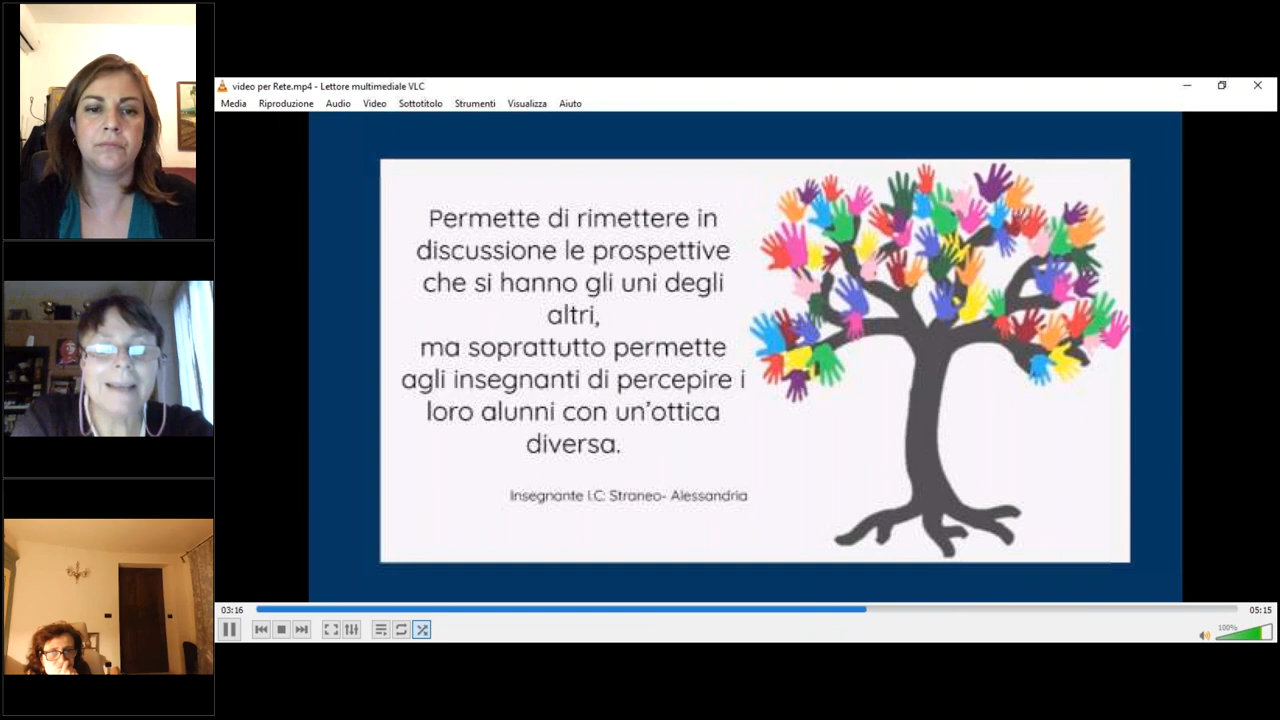 video per Rete.mp4 - Lettore multimediale VLC
Media Riproduzione Audio Video Sottotitolo Strumenti Visualizza Aiuto
Permette di rimettere in
discussione le prospettive
che si hanno gli uni degli
altri,
ma soprattutto permette
agli insegnanti di percepire i
loro alunni con un'ottica
diversa.
Insegnante I.C: Straneo- Alessandria
03:16
05:15
100%